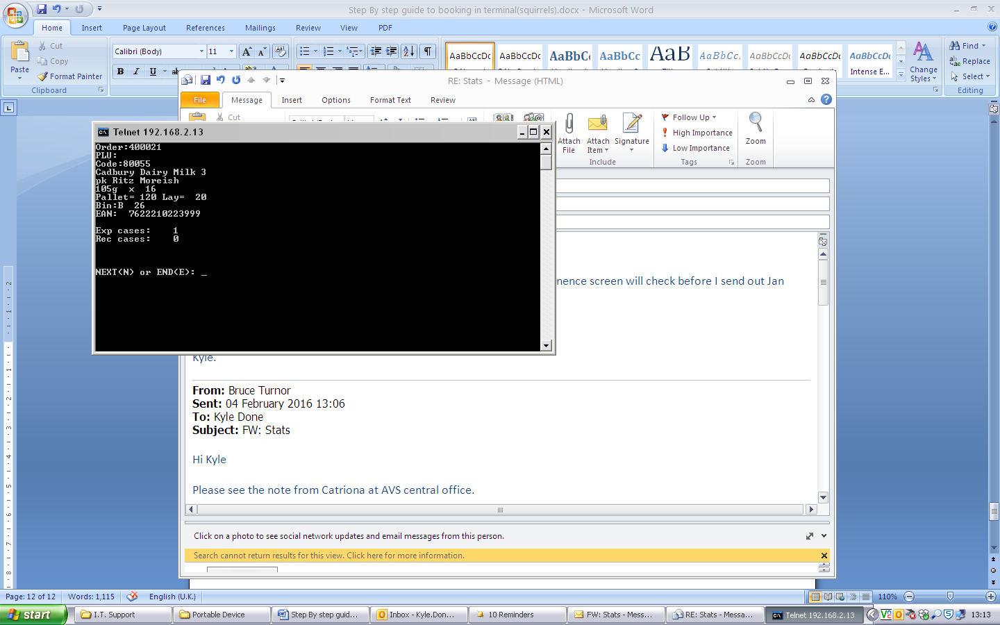 Step By step guide to booking in terminal(squirrels).docx - Microsoft Word
Home Insert Page Layout References Mailings Review View PDF
Paste
Cut
Copy
Format Painter
Clipboard
Calibri (Body) 11
B I U
AaBbCcDc AaBbCcDc AaBbCc AaBbCc AaB AaBbCc. AaBbCcDc AaBbCcDc AaBbCcDc
Intense E...
Change
Styles
Find
Replace
Select
Editing
RE: Stats - Message (HTML)
File Message Insert Options Format Text Review
Cut
Attach
File
Attach
Item
Signature
Include
Follow Up
High Importance
Low Importance
Tags
Zoom
Zoom
Telnet 192.168.2.13
Order:400021
PLU:
Code:80055
Cadbury Dairy Milk 3
pk Ritz Moreish
105g x 16
Pallet= 120 Lay= 20
Bin:B 26
EAN: 7622210223999
Exp cases: 1
Rec cases: 0
NEXT(N) or END(E): _
nence screen will check before I send out Jan
Kyle.
From: Bruce Turnor
Sent: 04 February 2016 13:06
To: Kyle Done
Subject: FW: Stats
Hi Kyle
Please see the note from Catriona at AVS central office.
Click on a photo to see social network updates and email messages from this person.
Search cannot return results for this view. Click here for more information.
Page: 12 of 12 Words: 1,115 English (U.K.) 110%
start I.T. Support Portable Device Step By step guid... Inbox - Kyle.Don... 10 Reminders FW: Stats - Mess... RE: Stats - Messa... Telnet 192.168.2.13 13:13